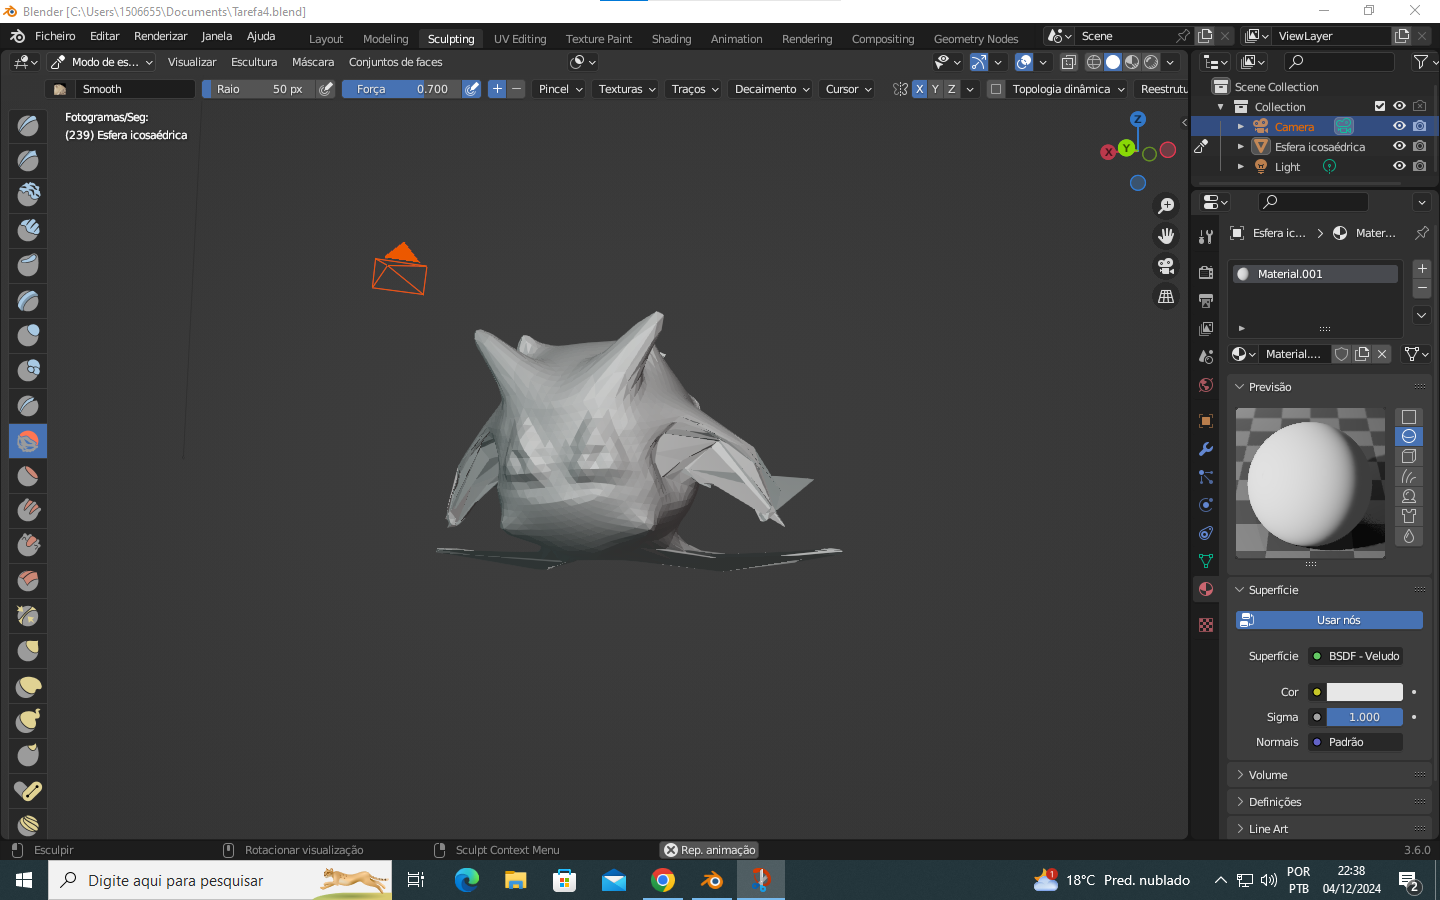 Blender [C:\Users\1506655\Documents\Tarefa4.blend]
Ficheiro Editar Renderizar Janela Ajuda Layout Modeling Sculpting UV Editing Texture Paint Shading Animation Rendering Compositing Geometry Nodes Scene ViewLayer
Modo de es... Visualizar Escultura Máscara Conjuntos de faces
Smooth Raio 50 px Força 0.700 Pincel Texturas Traços Decaimento Cursor X Y Z Topologia dinâmica Reestrutu
Fotogramas/Seg:
(239) Esfera icosaédrica
Z
X
Y
Scene Collection
Collection
Camera
Esfera icosaédrica
Light
Esfera ic... Mater...
Material.001
Material....
Previsão
Superfície
Usar nós
Superfície BSDF - Veludo
Cor
Sigma 1.000
Normais Padrão
Volume
Definições
Line Art
Esculpir Rotacionar visualização Sculpt Context Menu Rep. animação 3.6.0
Digite aqui para pesquisar
1 18°C Pred. nublado
POR
PTB
22:38
04/12/2024
2